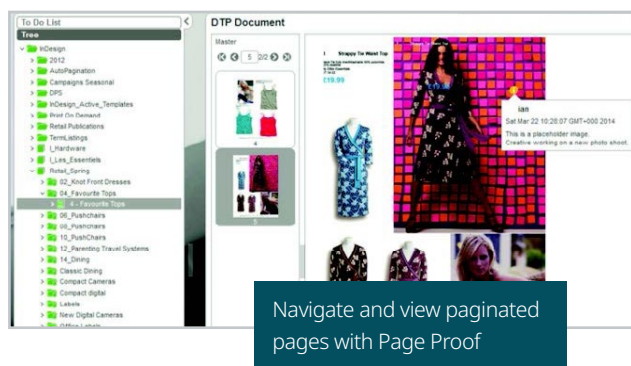 To Do List
Tree
InDesign
2012
AutoPagination
Campaigns Seasonal
DPS
InDesign_Active_Templates
Print On Demand
Retail Publications
TermListings
I_Hardware
I_Les_Essentiels
Retail_Spring
02_Knot Front Dresses
04_Favourite Tops
4 - Favourite Tops
06_Pushchairs
08_Pushchairs
10_PushChairs
12_Parenting Travel Systems
14_Dining
Classic Dining
Compact Cameras
Compact digital
Labels
New Digital Cameras
DTP Document
Master
5 2/2
4
5
Strappy Tie Waist Top
£19.99
£19.99
ian
Sat Mar 22 10:28:07 GMT+000 2014
This is a placeholder image.
Creative working on a new photo shoot.
Navigate and view paginated
pages with Page Proof